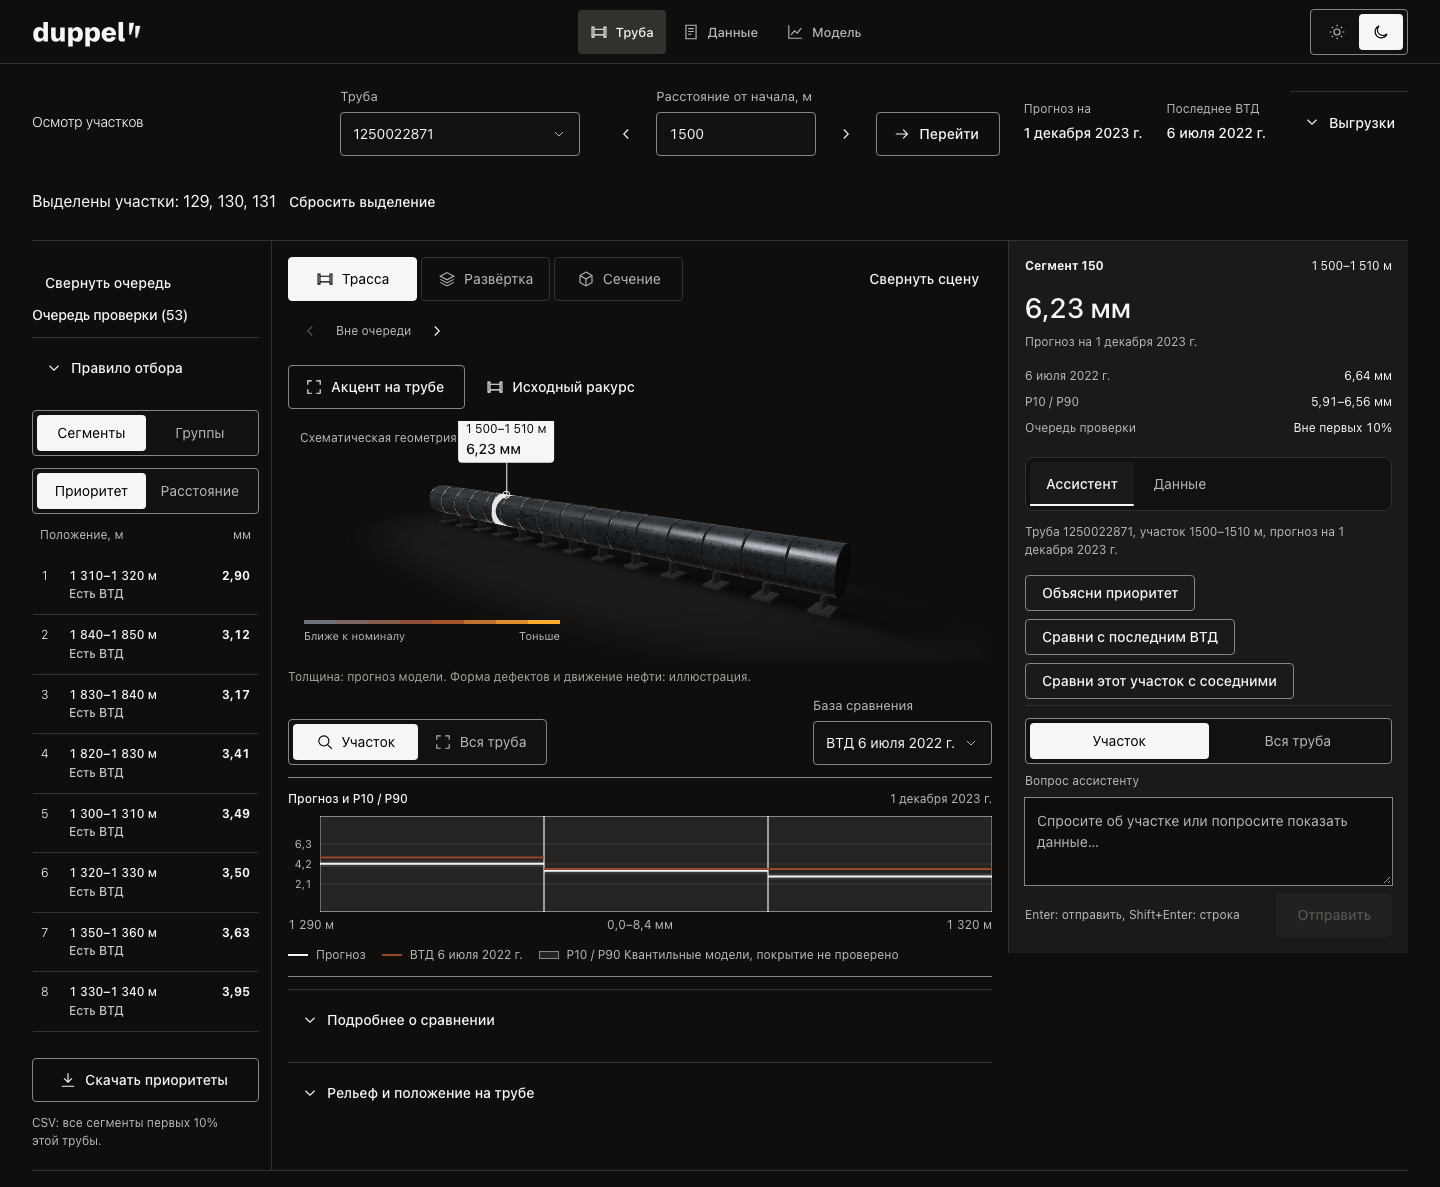 duppel
Труба
Данные
Модель
Осмотр участков
Труба
1250022871
Расстояние от начала, м
1500
Перейти
Прогноз на
1 декабря 2023 г.
Последнее ВТД
6 июля 2022 г.
Выгрузки
Выделены участки: 129, 130, 131
Сбросить выделение
Свернуть очередь
Очередь проверки (53)
Правило отбора
Сегменты
Группы
Приоритет
Расстояние
Положение, м
мм
1
1 310–1 320 м
2,90
Есть ВТД
2
1 840–1 850 м
3,12
Есть ВТД
3
1 830–1 840 м
3,17
Есть ВТД
4
1 820–1 830 м
3,41
Есть ВТД
5
1 300–1 310 м
3,49
Есть ВТД
6
1 320–1 330 м
3,50
Есть ВТД
7
1 350–1 360 м
3,63
Есть ВТД
8
1 330–1 340 м
3,95
Есть ВТД
Скачать приоритеты
CSV: все сегменты первых 10%
этой трубы.
Трасса
Развёртка
Сечение
Свернуть сцену
Вне очереди
Акцент на трубе
Исходный ракурс
Схематическая геометрия
1 500–1 510 м
6,23 мм
Ближе к номиналу
Тоньше
Толщина: прогноз модели. Форма дефектов и движение нефти: иллюстрация.
Участок
Вся труба
База сравнения
ВТД 6 июля 2022 г.
Прогноз и P10 / P90
1 декабря 2023 г.
6,3
4,2
2,1
1 290 м
0,0–8,4 мм
1 320 м
Прогноз
ВТД 6 июля 2022 г.
P10 / P90 Квантильные модели, покрытие не проверено
Подробнее о сравнении
Рельеф и положение на трубе
Сегмент 150
1 500–1 510 м
6,23 мм
Прогноз на 1 декабря 2023 г.
6 июля 2022 г.
6,64 мм
P10 / P90
5,91–6,56 мм
Очередь проверки
Вне первых 10%
Ассистент
Данные
Труба 1250022871, участок 1500–1510 м, прогноз на 1
декабря 2023 г.
Объясни приоритет
Сравни с последним ВТД
Сравни этот участок с соседними
Участок
Вся труба
Вопрос ассистенту
Спросите об участке или попросите показать
данные…
Enter: отправить, Shift+Enter: строка
Отправить